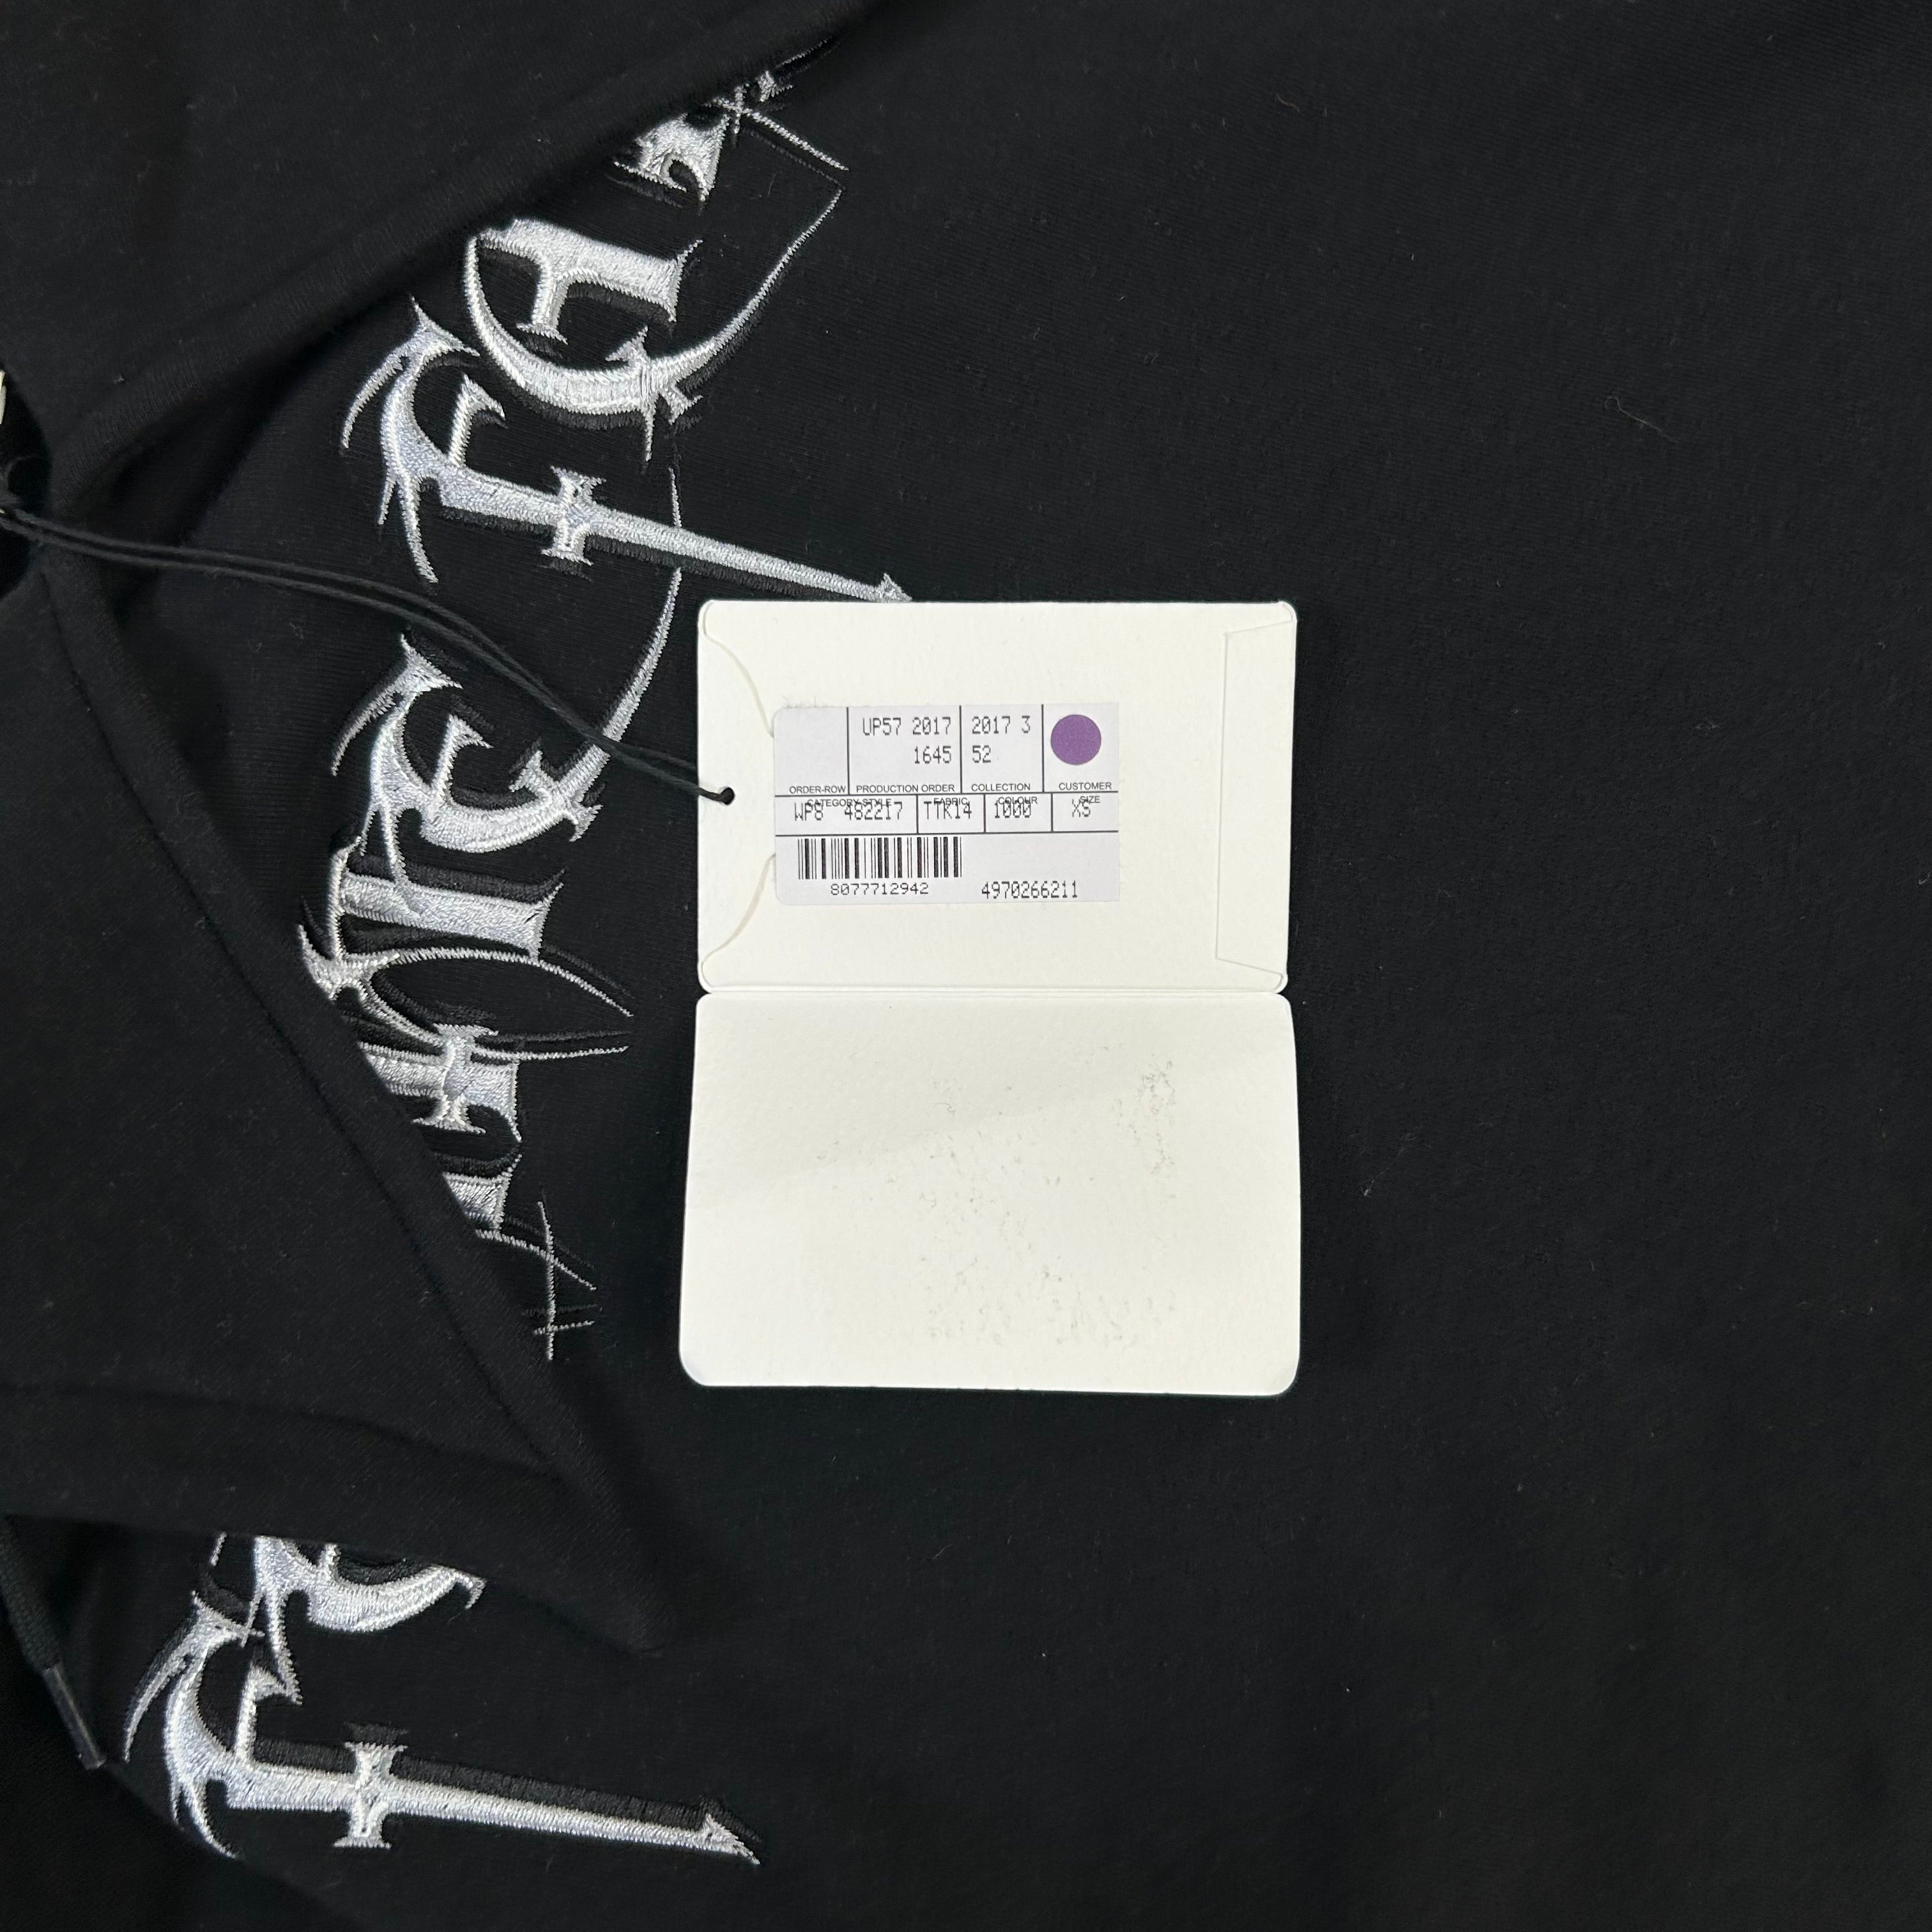 UP57 2017 2017 3
1645 52
ORDER-ROW PRODUCTION ORDER COLLECTION CUSTOMER
CATEGORY-STYLE FABRIC COLOUR SIZE
WP8 482217 TTK14 1000 XS
8077712942 4970266211